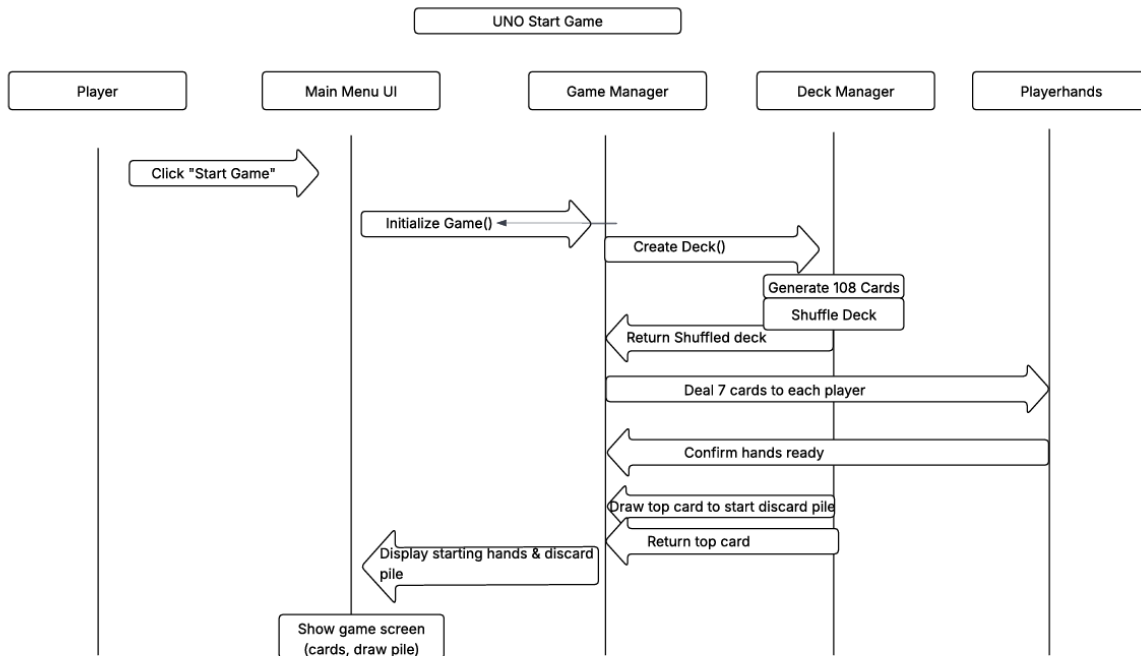 UNO Start Game
Player
Main Menu UI
Game Manager
Deck Manager
Playerhands
Click "Start Game"
Initialize Game()
Create Deck()
Generate 108 Cards
Shuffle Deck
Return Shuffled deck
Deal 7 cards to each player
Confirm hands ready
Draw top card to start discard pile
Return top card
Display starting hands & discard
pile
Show game screen
(cards, draw pile)